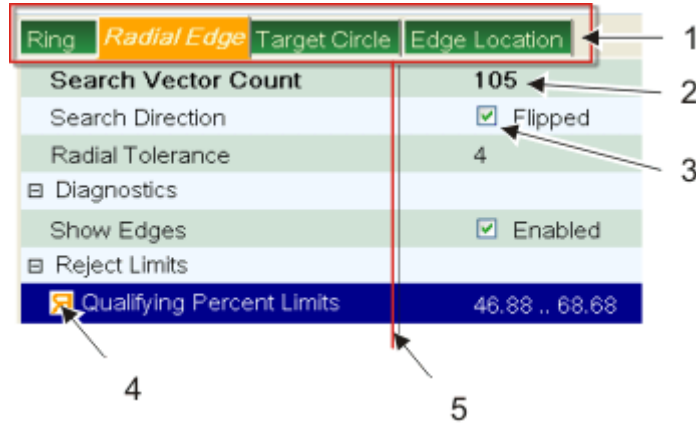 Ring Radial Edge Target Circle Edge Location 1
Search Vector Count 105 2
Search Direction Flipped
Radial Tolerance 4 3
Diagnostics
Show Edges Enabled
Reject Limits
R Qualifying Percent Limits 46.88 .. 68.68
4 5